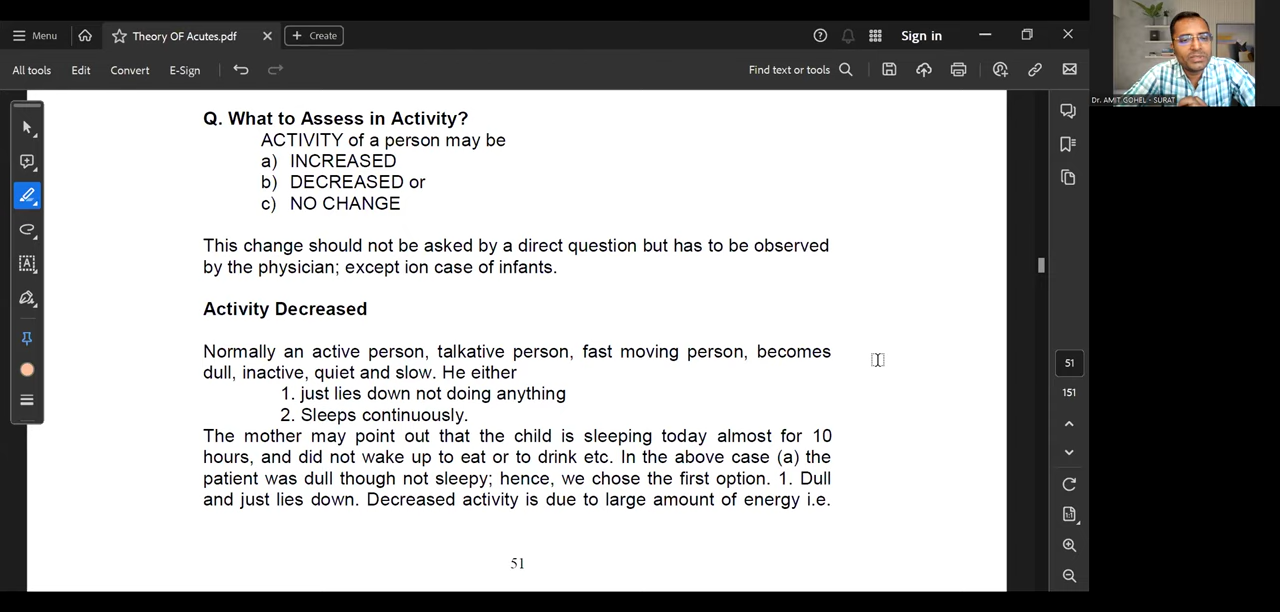 Menu
Theory OF Acutes.pdf
Create
Sign in
All tools
Edit
Convert
E-Sign
Find text or tools
Dr. AMIT GOHEL - SURAT
Q. What to Assess in Activity?
ACTIVITY of a person may be
a) INCREASED
b) DECREASED or
c) NO CHANGE
This change should not be asked by a direct question but has to be observed
by the physician; except ion case of infants.
Activity Decreased
Normally an active person, talkative person, fast moving person, becomes
dull, inactive, quiet and slow. He either
1. just lies down not doing anything
2. Sleeps continuously.
The mother may point out that the child is sleeping today almost for 10
hours, and did not wake up to eat or to drink etc. In the above case (a) the
patient was dull though not sleepy; hence, we chose the first option. 1. Dull
and just lies down. Decreased activity is due to large amount of energy i.e.
51
51
151